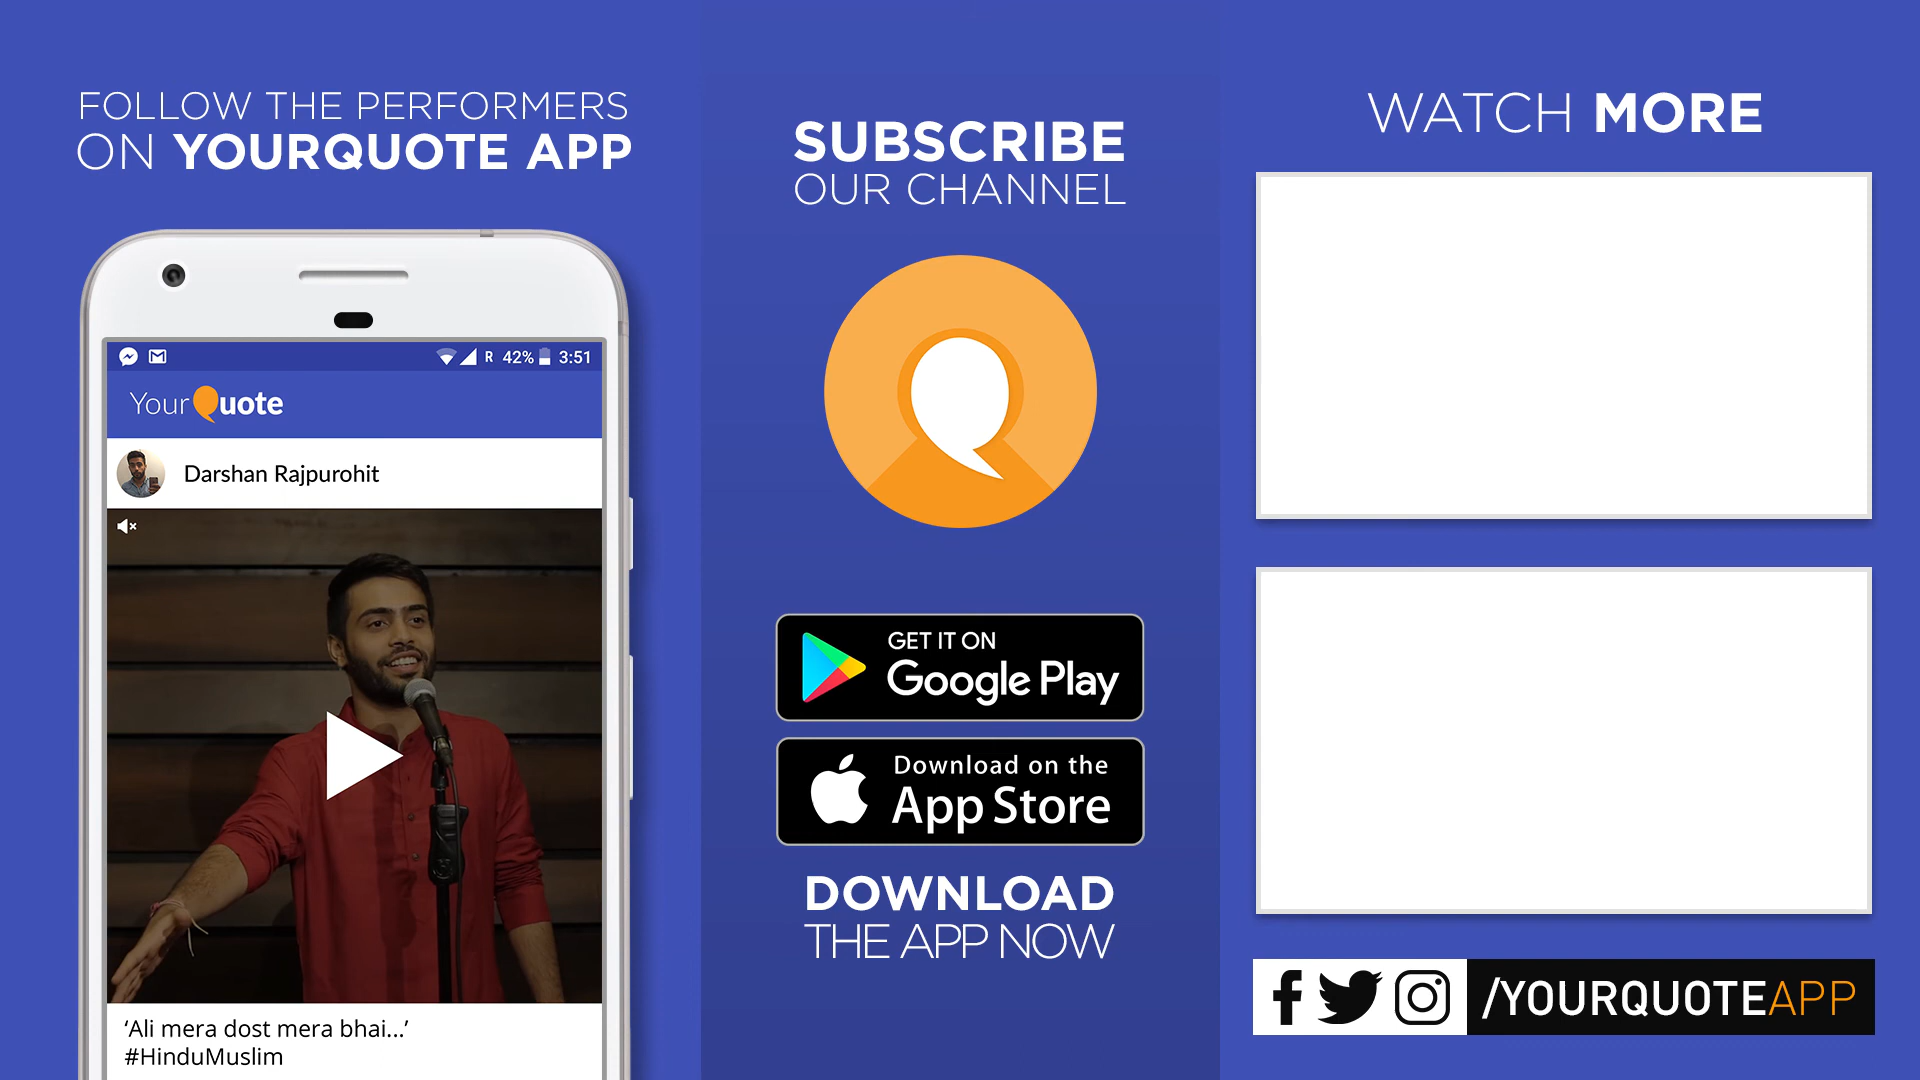 FOLLOW THE PERFORMERS
ON YOURQUOTE APP
R 42% 3:51
YourQuote
Darshan Rajpurohit
‘Ali mera dost mera bhai...’
#HinduMuslim
SUBSCRIBE
OUR CHANNEL
GET IT ON
Google Play
Download on the
App Store
DOWNLOAD
THE APP NOW
WATCH MORE
/YOURQUOTEAPP